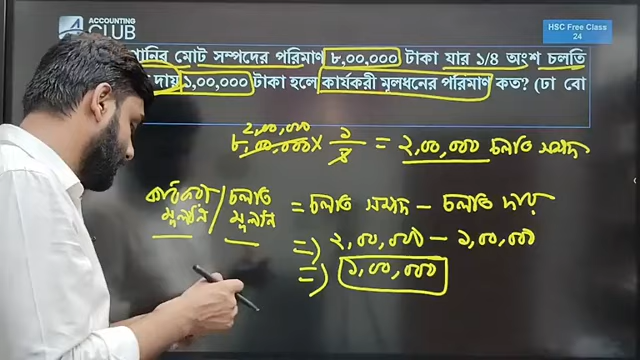 ACCOUNTING
CLUB
HSC Free Class
24
মোট সম্পদের পরিমাণ ৮,০০,০০০ টাকা যার ১/৪ অংশ চলতি
দায় ১,০০,০০০ টাকা হলে কার্যকরী মূলধনের পরিমাণ কত? (ঢা বো
২,০০,০০০
৮,০০,০০০ × ১/৪ = ২,০০,০০০ চলতি সম্পদ
কার্যকরী / চলতি = চলতি সম্পদ – চলতি দায়
মূলধন মূলধন
=) ২,০০,০০০ – ১,০০,০০০
=) ১,০০,০০০